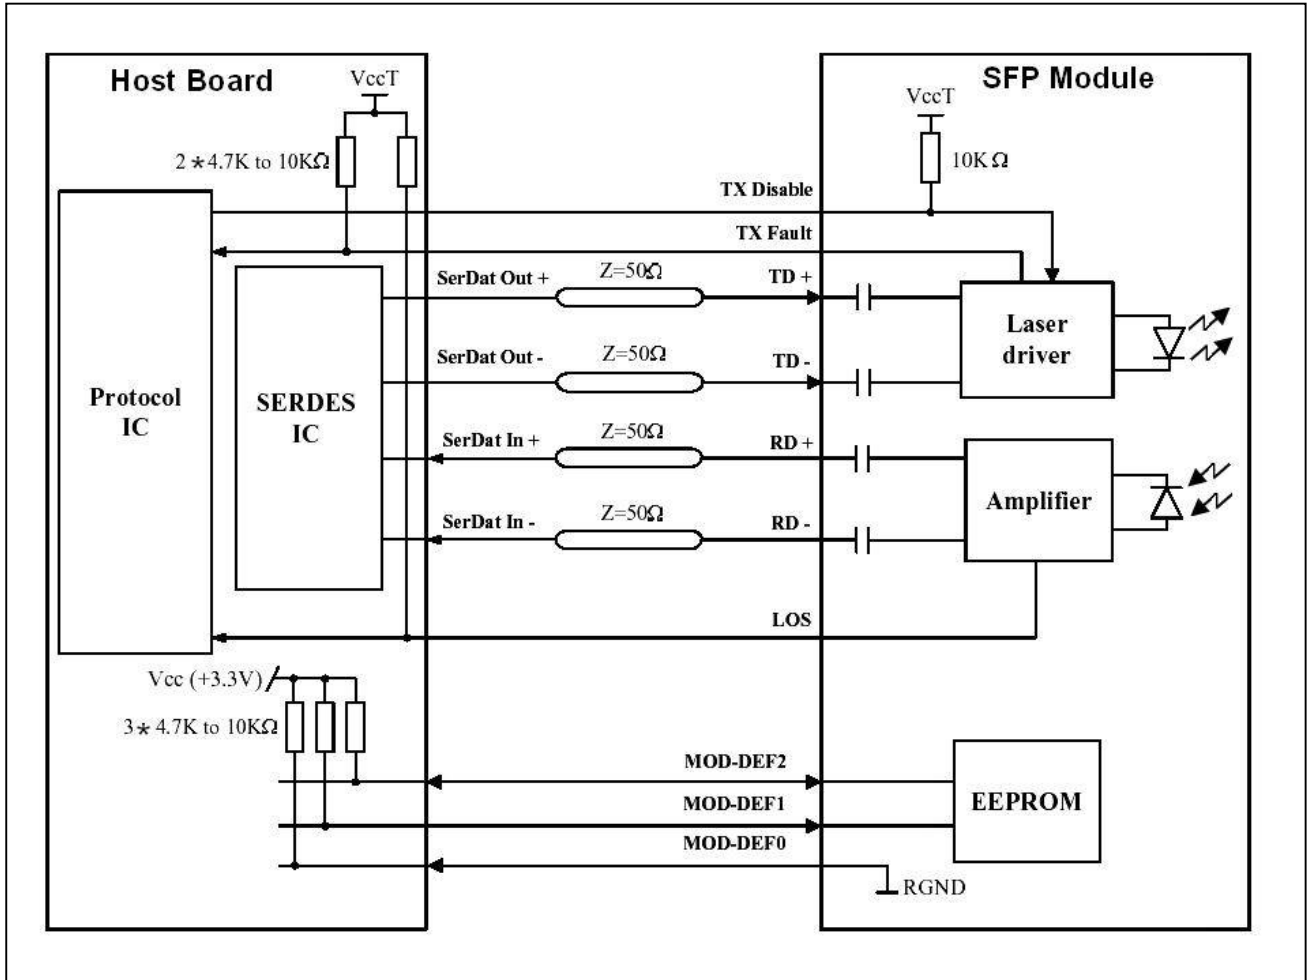 Host Board
VccT
2*4.7K to 10KΩ
SFP Module
VccT
10KΩ
TX Disable
TX Fault
SerDat Out +
Z=50Ω
TD +
SerDat Out -
Z=50Ω
TD -
SerDat In +
Z=50Ω
RD +
SerDat In -
Z=50Ω
RD -
Protocol
IC
SERDES
IC
Laser
driver
Amplifier
LOS
Vcc (+3.3V)
3*4.7K to 10KΩ
MOD-DEF2
MOD-DEF1
MOD-DEF0
EEPROM
RGND